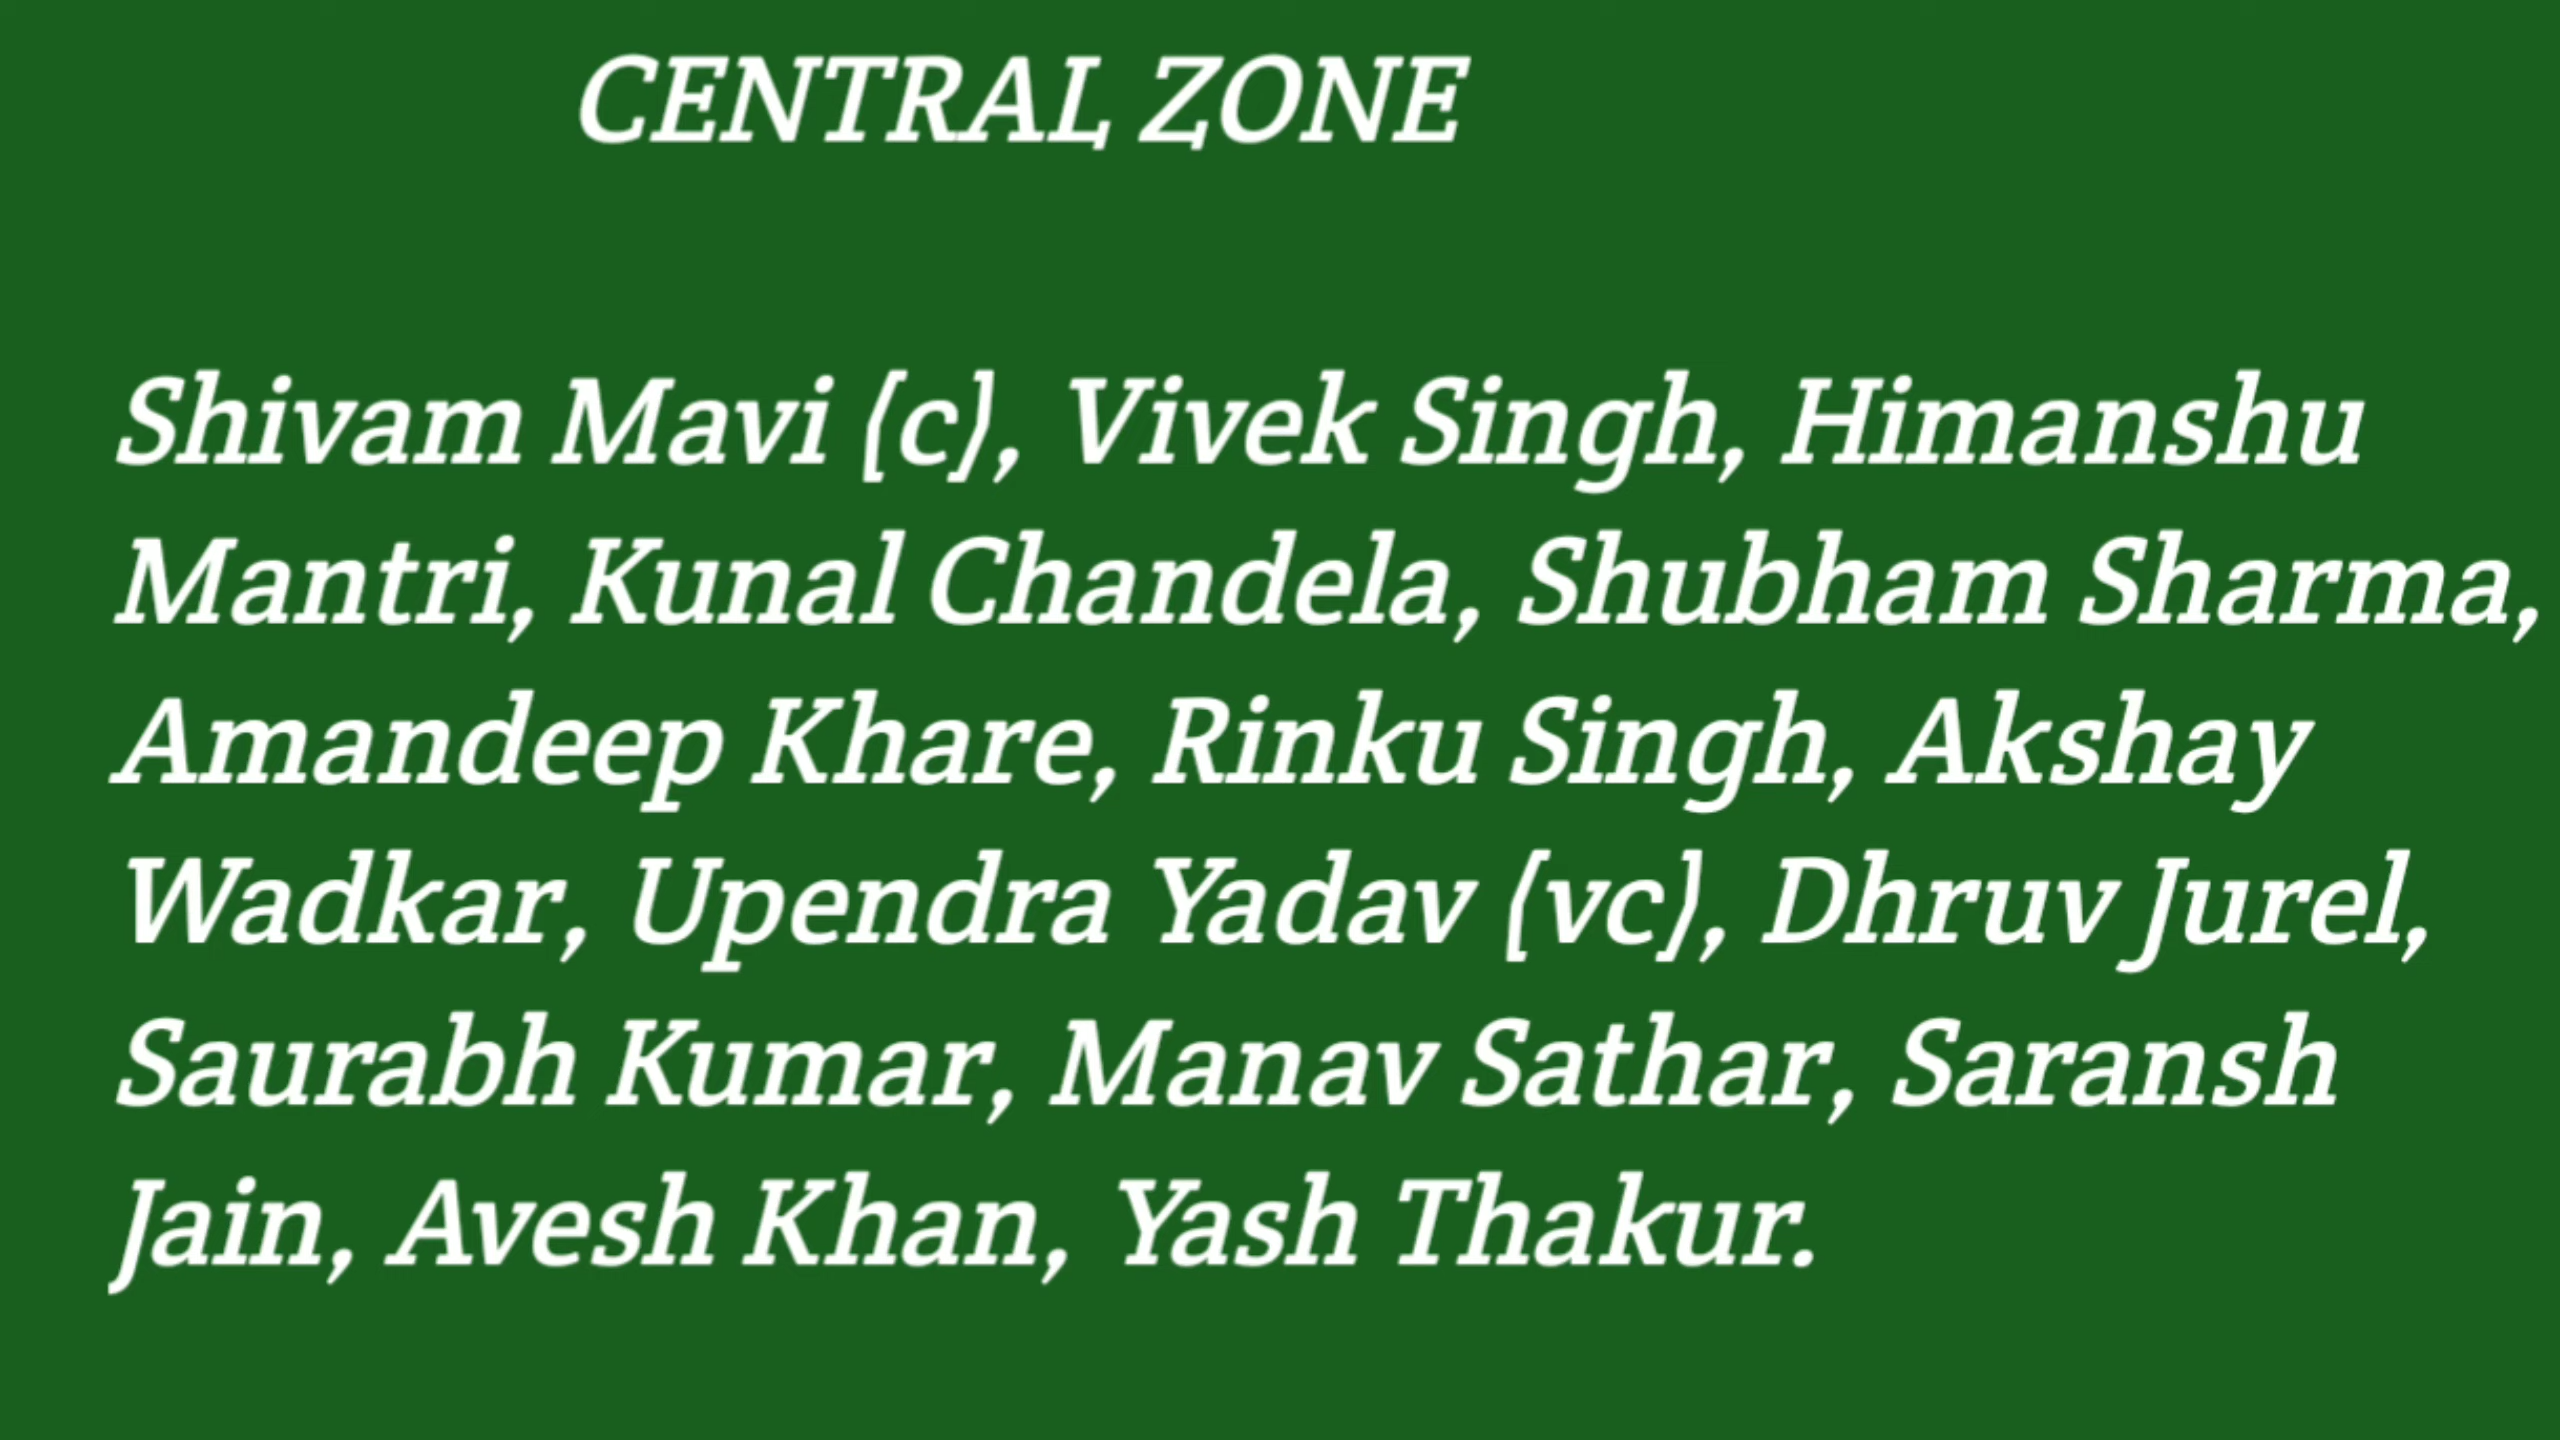 CENTRAL ZONE
Shivam Mavi (c), Vivek Singh, Himanshu
Mantri, Kunal Chandela, Shubham Sharma,
Amandeep Khare, Rinku Singh, Akshay
Wadkar, Upendra Yadav (vc), Dhruv Jurel,
Saurabh Kumar, Manav Sathar, Saransh
Jain, Avesh Khan, Yash Thakur.